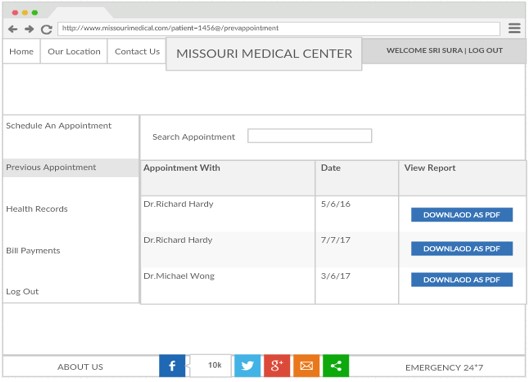 http://www.missourimedical.com/patient=1456@/prevappointment
Home Our Location Contact Us MISSOURI MEDICAL CENTER WELCOME SRI SURA | LOG OUT
Schedule An Appointment
Search Appointment
Previous Appointment
Appointment With Date View Report
Dr.Richard Hardy 5/6/16 DOWNLAOD AS PDF
Health Records
Dr.Richard Hardy 7/7/17 DOWNLAOD AS PDF
Bill Payments
Dr.Michael Wong 3/6/17 DOWNLAOD AS PDF
Log Out
ABOUT US f 10k g+ EMERGENCY 24*7